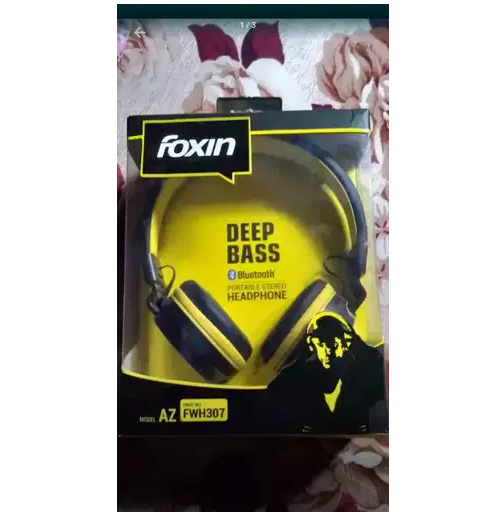 1 / 3
foxin
DEEP
BASS
Bluetooth
PORTABLE STEREO
HEADPHONE
MODEL AZ
PART NO
FWH307